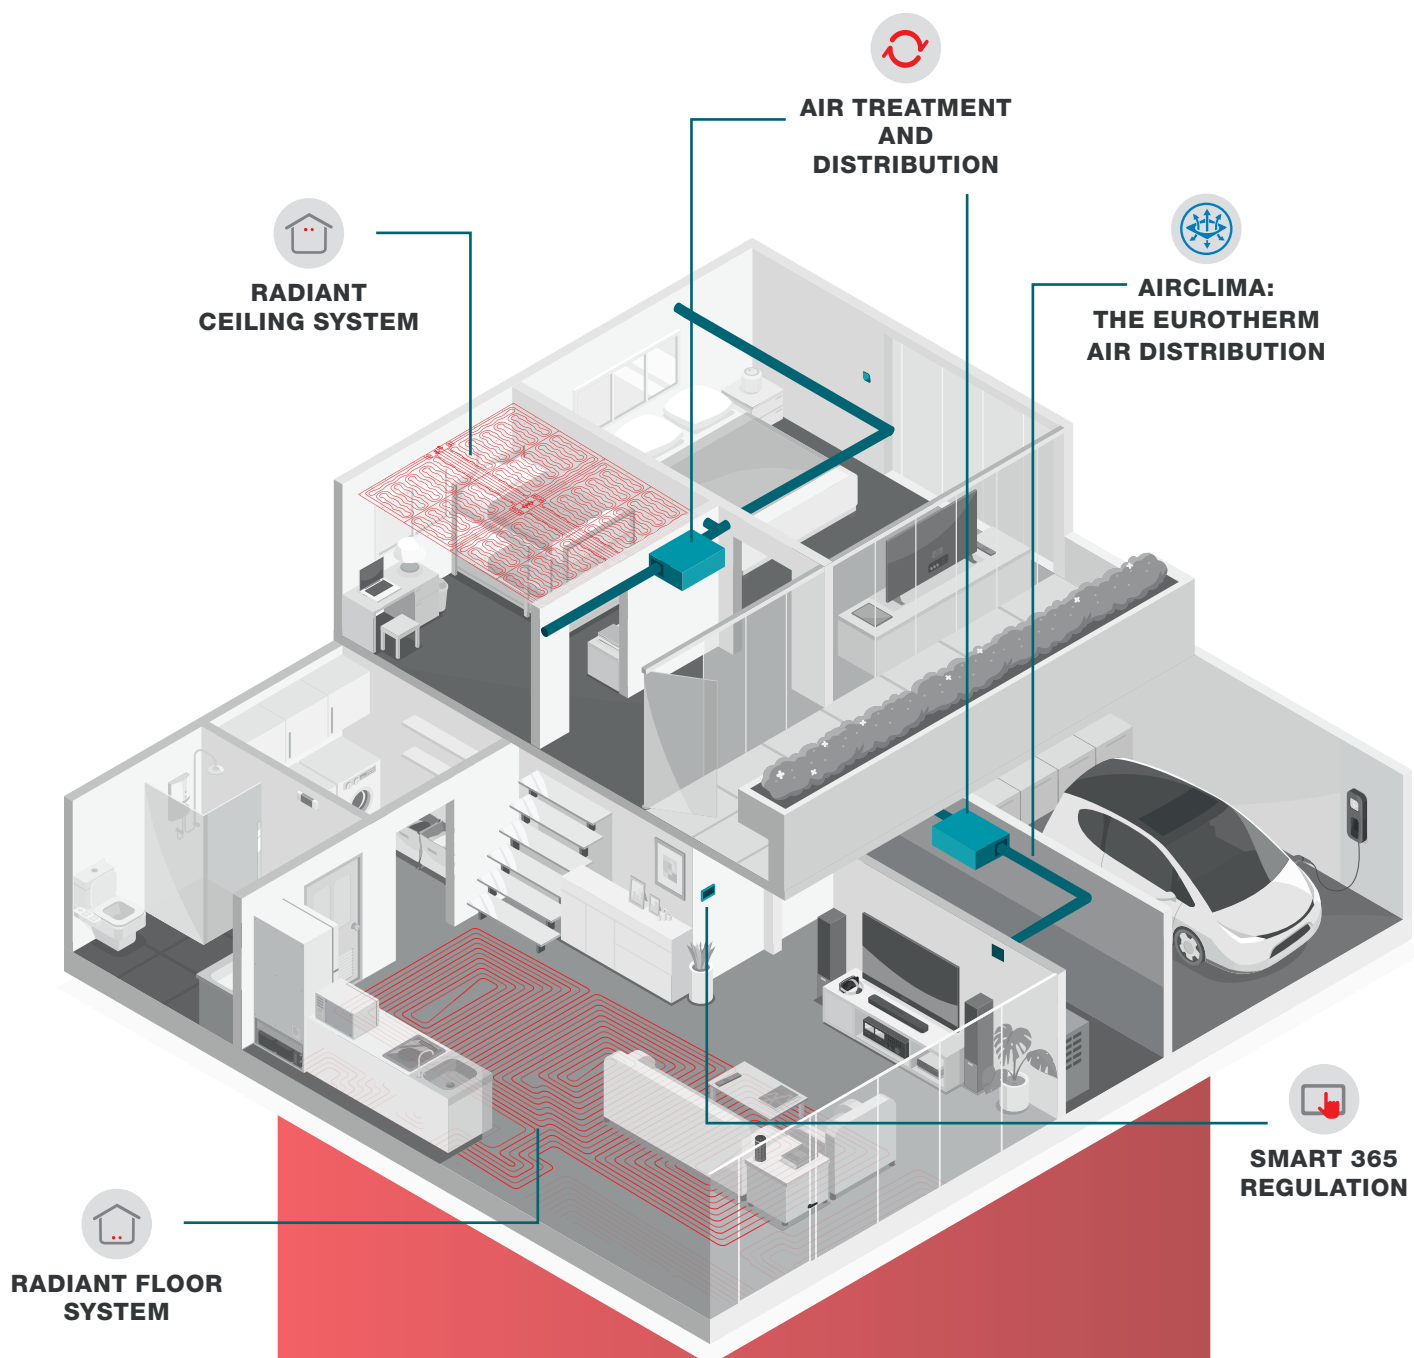 AIR TREATMENT
AND
DISTRIBUTION
RADIANT
CEILING SYSTEM
AIRCLIMA:
THE EUROTHERM
AIR DISTRIBUTION
SMART 365
REGULATION
RADIANT FLOOR
SYSTEM